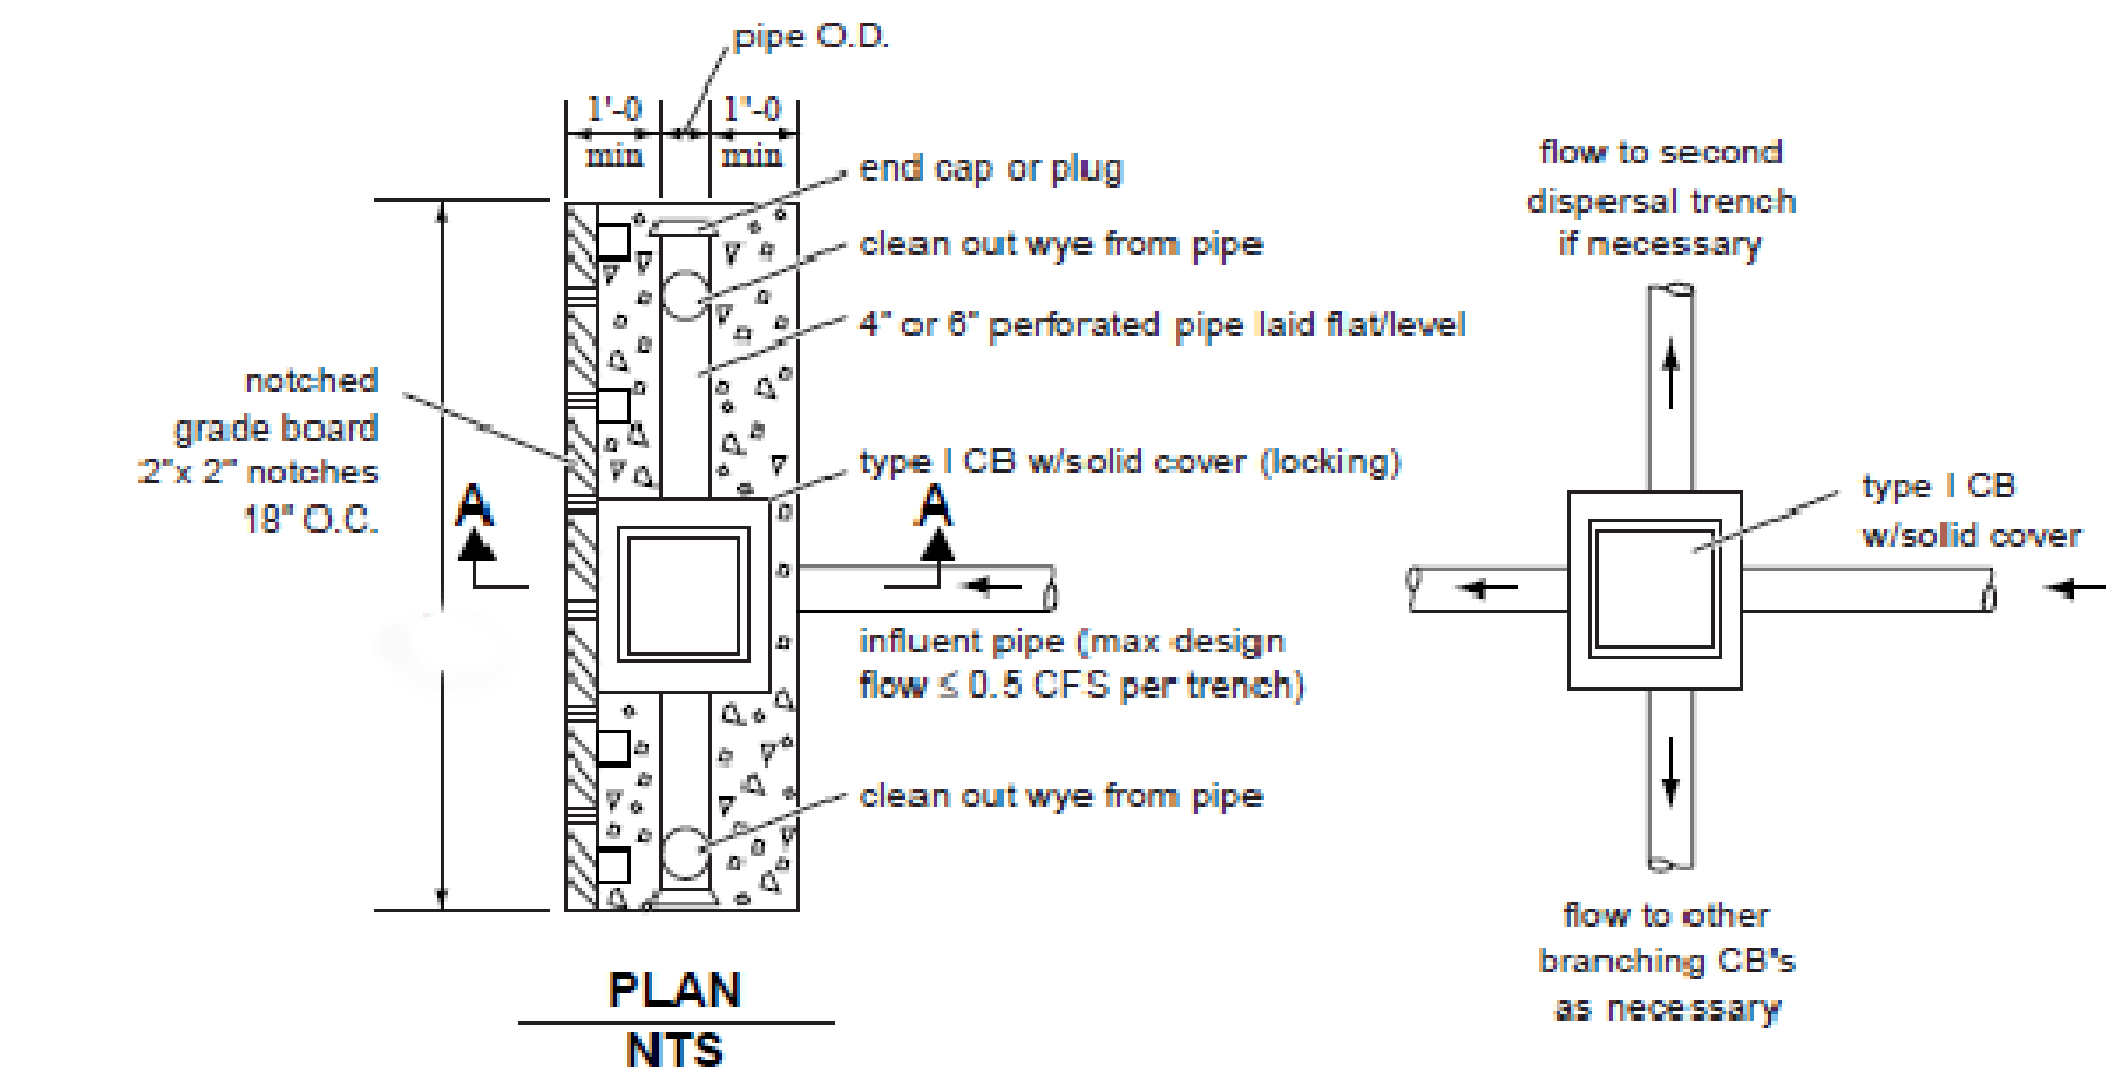 pipe O.D.
1'-0
1'-0
min
min
end cap or plug
clean out wye from pipe
4" or 6" perforated pipe laid flat/level
notched
grade board
2"x 2" notches
18" O.C.
type I CB w/solid cover (locking)
A
A
influent pipe (max design
flow ≤ 0.5 CFS per trench)
clean out wye from pipe
PLAN
NTS
flow to second
dispersal trench
if necessary
type I CB
w/solid cover
flow to other
branching CB's
as necessary